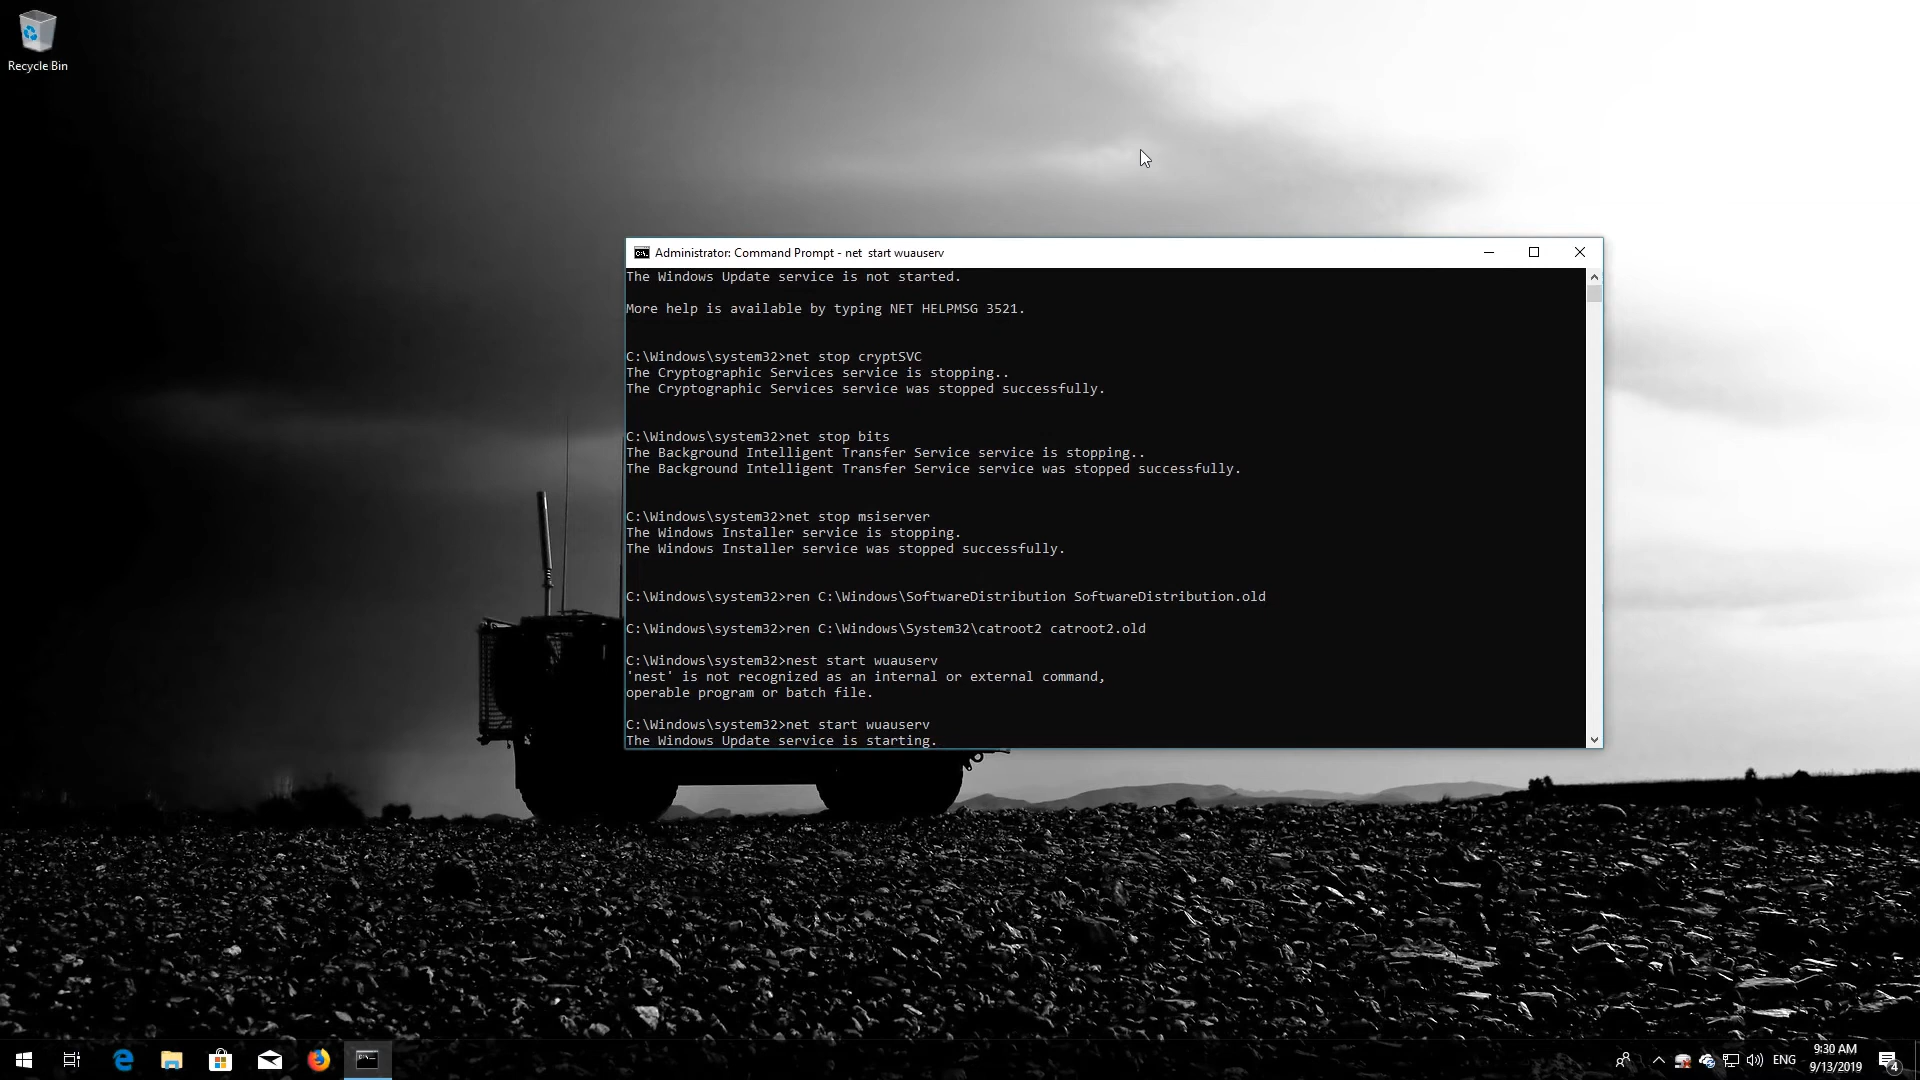 Recycle Bin
Administrator: Command Prompt - net  start wuauserv
The Windows Update service is not started.
More help is available by typing NET HELPMSG 3521.
C:\Windows\system32>net stop cryptSVC
The Cryptographic Services service is stopping..
The Cryptographic Services service was stopped successfully.
C:\Windows\system32>net stop bits
The Background Intelligent Transfer Service service is stopping..
The Background Intelligent Transfer Service service was stopped successfully.
C:\Windows\system32>net stop msiserver
The Windows Installer service is stopping.
The Windows Installer service was stopped successfully.
C:\Windows\system32>ren C:\Windows\SoftwareDistribution SoftwareDistribution.old
C:\Windows\system32>ren C:\Windows\System32\catroot2 catroot2.old
C:\Windows\system32>nest start wuauserv
'nest' is not recognized as an internal or external command,
operable program or batch file.
C:\Windows\system32>net start wuauserv
The Windows Update service is starting.
ENG
9:30 AM
9/13/2019
4